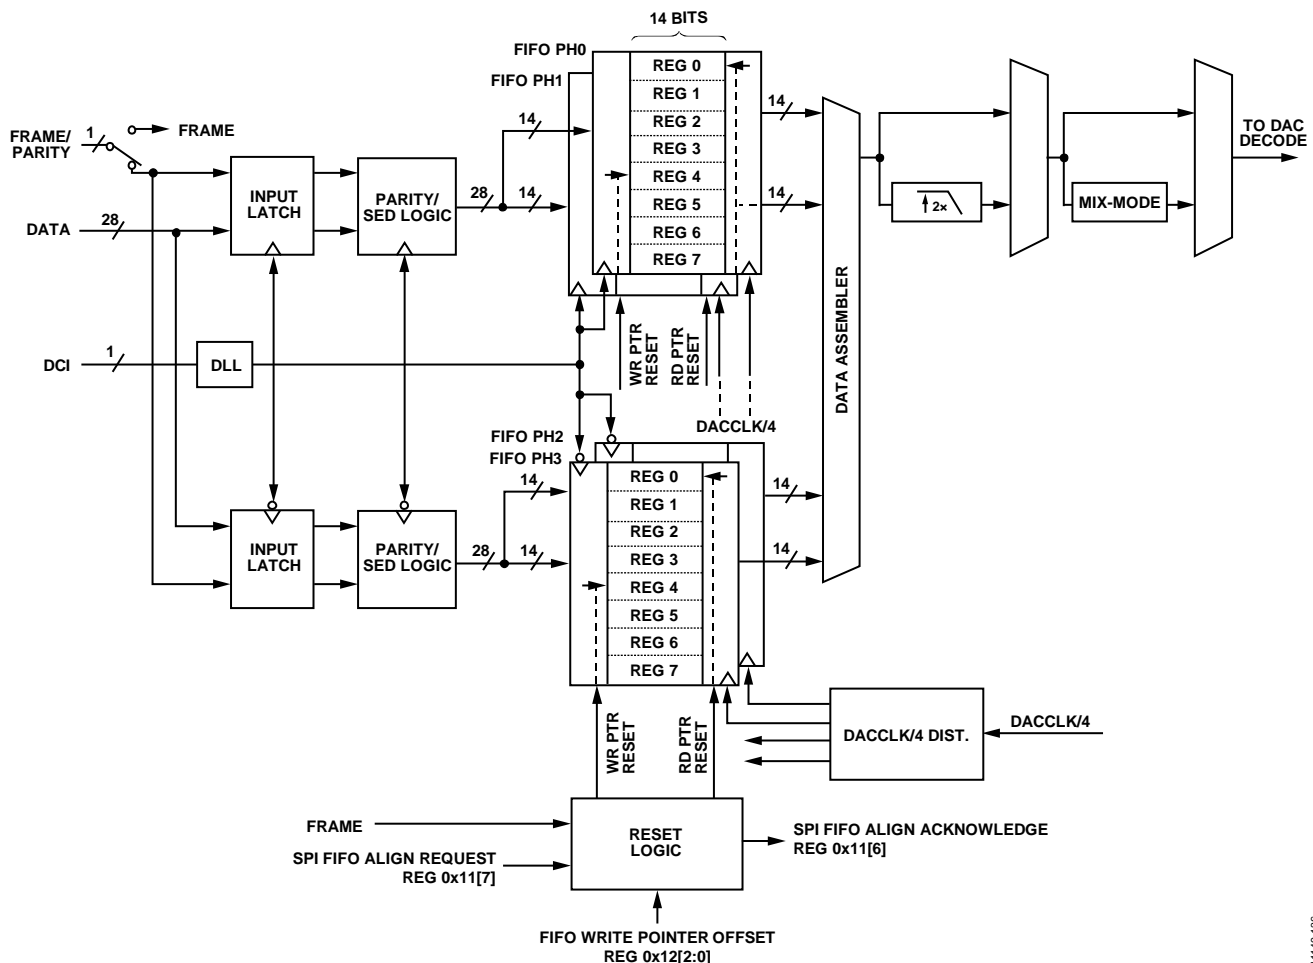 14 BITS
FIFO PH0
FIFO PH1
REG 0
REG 1
REG 2
REG 3
REG 4
REG 5
REG 6
REG 7
FRAME/
PARITY
1
FRAME
DATA
28
INPUT
LATCH
PARITY/
SED LOGIC
28
14
14
14
14
2×
MIX-MODE
TO DAC
DECODE
DCI
1
DLL
WR PTR
RESET
RD PTR
RESET
DACCLK/4
DATA ASSEMBLER
FIFO PH2
FIFO PH3
REG 0
REG 1
REG 2
REG 3
REG 4
REG 5
REG 6
REG 7
INPUT
LATCH
PARITY/
SED LOGIC
28
14
14
14
14
WR PTR
RESET
RD PTR
RESET
DACCLK/4 DIST.
DACCLK/4
FRAME
SPI FIFO ALIGN REQUEST
REG 0x11[7]
RESET
LOGIC
SPI FIFO ALIGN ACKNOWLEDGE
REG 0x11[6]
FIFO WRITE POINTER OFFSET
REG 0x12[2:0]